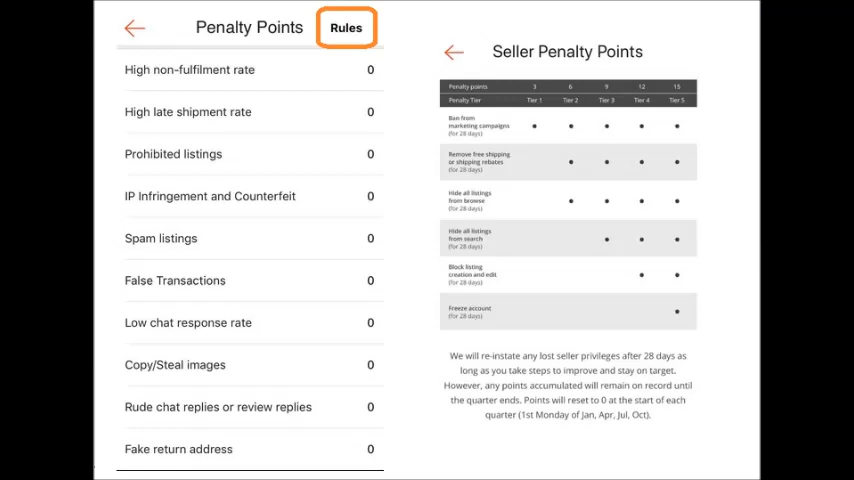 Penalty Points
Rules
High non-fulfilment rate 0
High late shipment rate 0
Prohibited listings 0
IP Infringement and Counterfeit 0
Spam listings 0
False Transactions 0
Low chat response rate 0
Copy/Steal images 0
Rude chat replies or review replies 0
Fake return address 0
Seller Penalty Points
Penalty points 3 6 9 12 15
Penalty Tier Tier 1 Tier 2 Tier 3 Tier 4 Tier 5
Ban from
marketing campaigns
(for 28 days)
Remove free shipping
or shipping rebates
(for 28 days)
Hide all listings
from browse
(for 28 days)
Hide all listings
from search
(for 28 days)
Block listing
creation and edit
(for 28 days)
Freeze account
(for 28 days)
We will re-instate any lost seller privileges after 28 days as
long as you take steps to improve and stay on target.
However, any points accumulated will remain on record until
the quarter ends. Points will reset to 0 at the start of each
quarter (1st Monday of Jan, Apr, Jul, Oct).